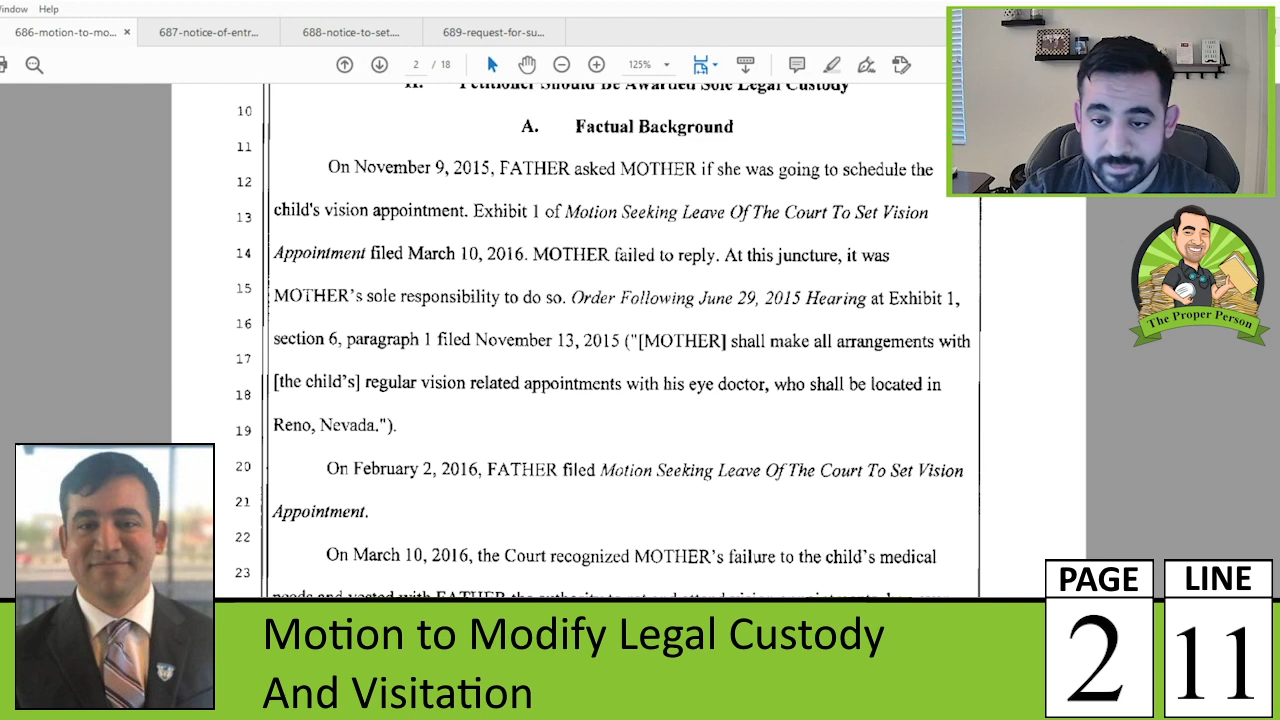 Window Help
686-motion-to-mo... × 687-notice-of-entr... 688-notice-to-set.... 689-request-for-su...
2 / 18 125%
II. Petitioner Should Be Awarded Sole Legal Custody
10
A. Factual Background
11
On November 9, 2015, FATHER asked MOTHER if she was going to schedule the
12
child's vision appointment. Exhibit 1 of Motion Seeking Leave Of The Court To Set Vision
13
Appointment filed March 10, 2016. MOTHER failed to reply. At this juncture, it was
14
MOTHER's sole responsibility to do so. Order Following June 29, 2015 Hearing at Exhibit 1,
15
16
section 6, paragraph 1 filed November 13, 2015 ("[MOTHER] shall make all arrangements with
17
[the child's] regular vision related appointments with his eye doctor, who shall be located in
18
Reno, Nevada.").
19
On February 2, 2016, FATHER filed Motion Seeking Leave Of The Court To Set Vision
20
21
Appointment.
22
On March 10, 2016, the Court recognized MOTHER's failure to the child's medical
23
The Proper Person
PAGE
2
LINE
11
Motion to Modify Legal Custody
And Visitation